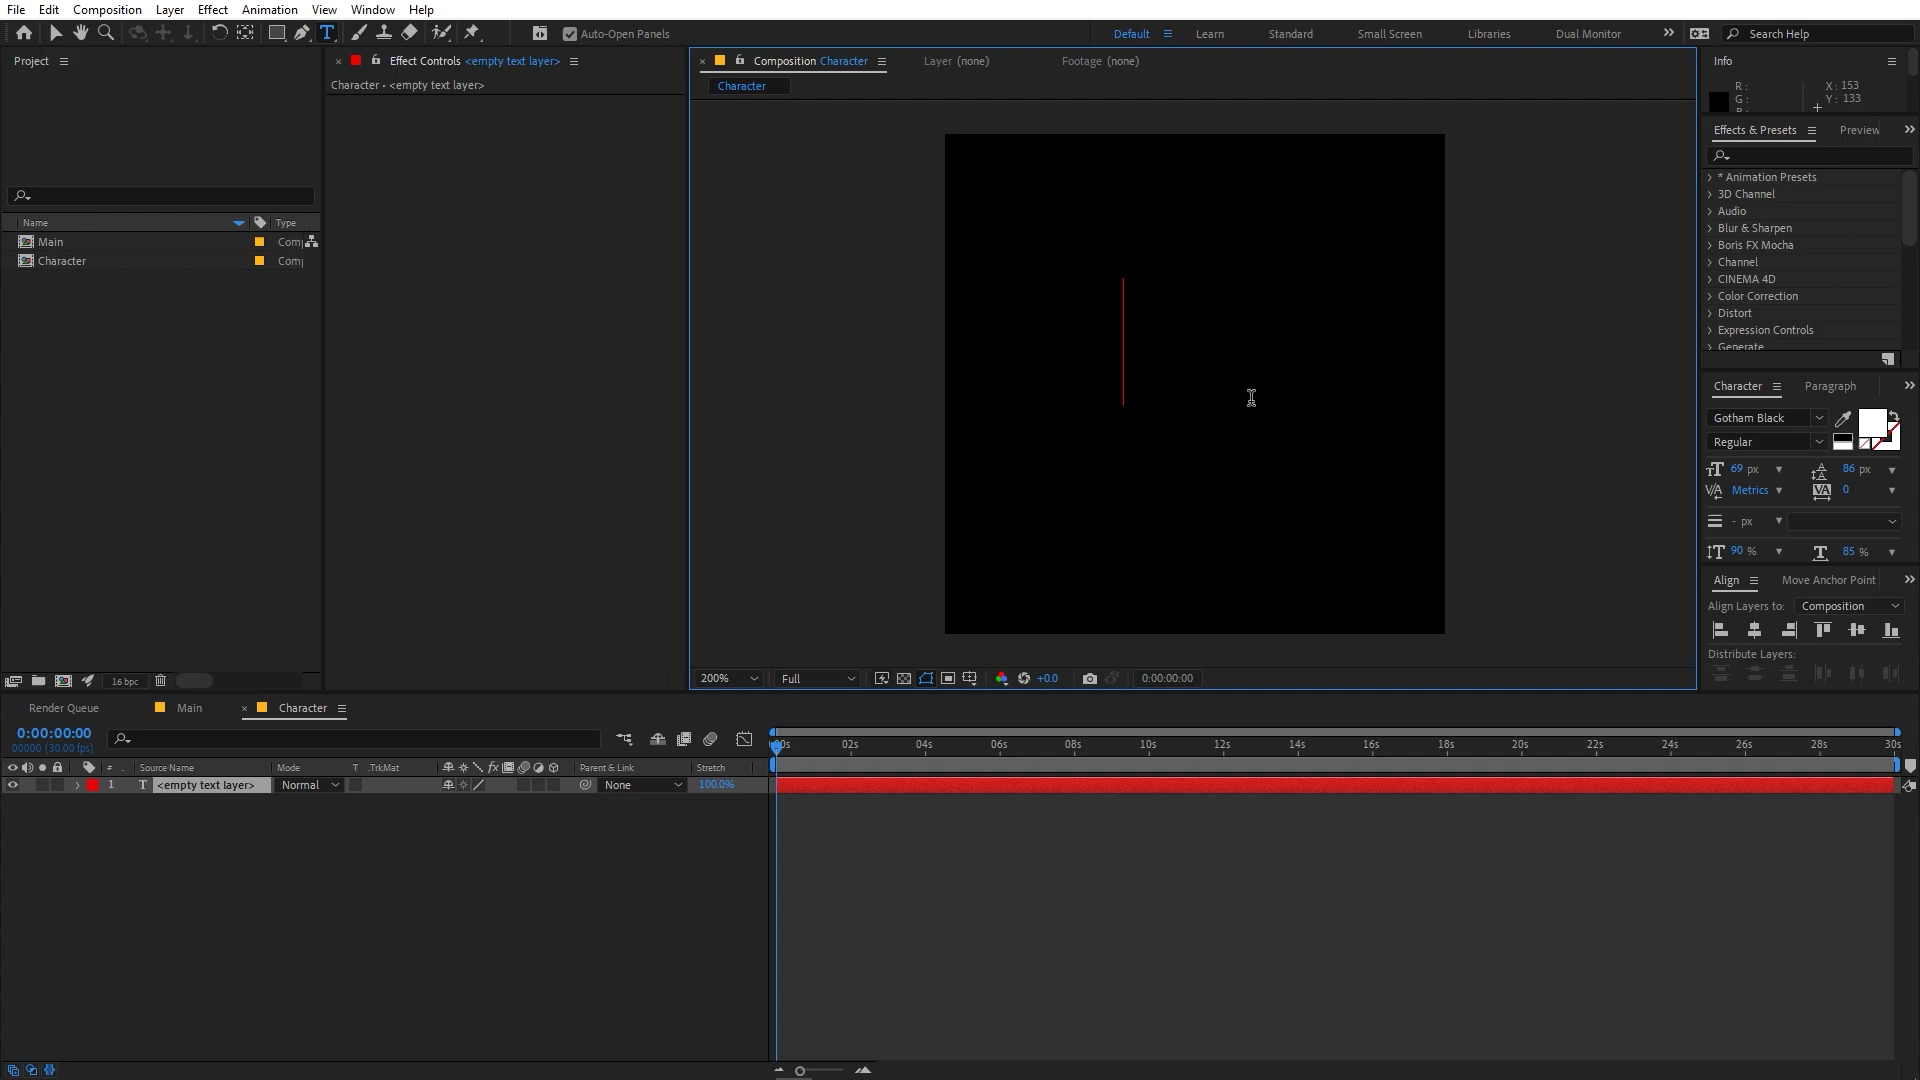 File Edit Composition Layer Effect Animation View Window Help
Auto-Open Panels
Default Learn Standard Small Screen Libraries Dual Monitor Search Help
Project
Effect Controls <empty text layer>
Character • <empty text layer>
Composition Character
Layer (none)
Footage (none)
Character
Info
R :
G :
X : 153
Y : 133
Effects & Presets Preview
* Animation Presets
3D Channel
Audio
Blur & Sharpen
Boris FX Mocha
Channel
CINEMA 4D
Color Correction
Distort
Expression Controls
Generate
Name Type
Main Com
Character Com
Character Paragraph
Gotham Black
Regular
69 px 86 px
Metrics 0
- px
90 % 85 %
Align Move Anchor Point
Align Layers to: Composition
Distribute Layers:
16 bpc
200% Full +0.0 0:00:00:00
Render Queue Main Character
0:00:00:00
00000 (30.00 fps)
00s 02s 04s 06s 08s 10s 12s 14s 16s 18s 20s 22s 24s 26s 28s 30s
# Source Name Mode T .TrkMat fx Parent & Link Stretch
1 T <empty text layer> Normal None 100.0%